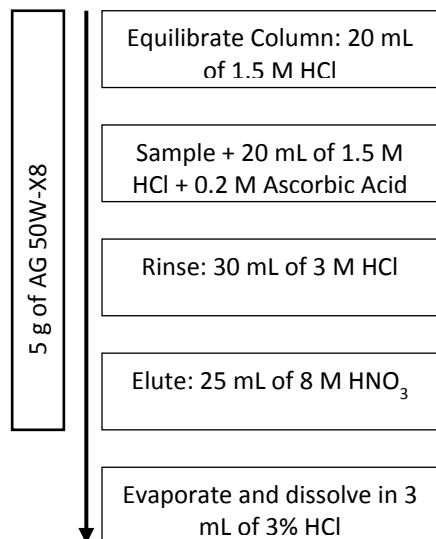 5 g of AG 50W-X8
Equilibrate Column: 20 mL
of 1.5 M HCl
Sample + 20 mL of 1.5 M
HCl + 0.2 M Ascorbic Acid
Rinse: 30 mL of 3 M HCl
Elute: 25 mL of 8 M HNO₃
Evaporate and dissolve in 3
mL of 3% HCl